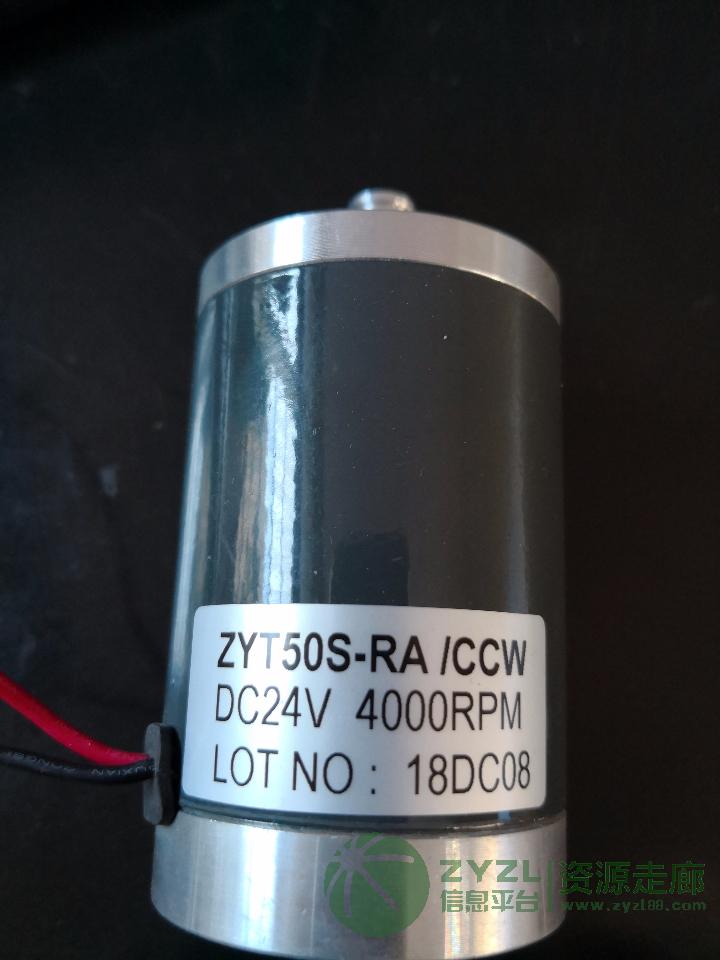 ZYT50S-RA /CCW
DC24V 4000RPM
LOT NO : 18DC08
ZYZL
信息平台
资源走廊
www.zyzl88.com